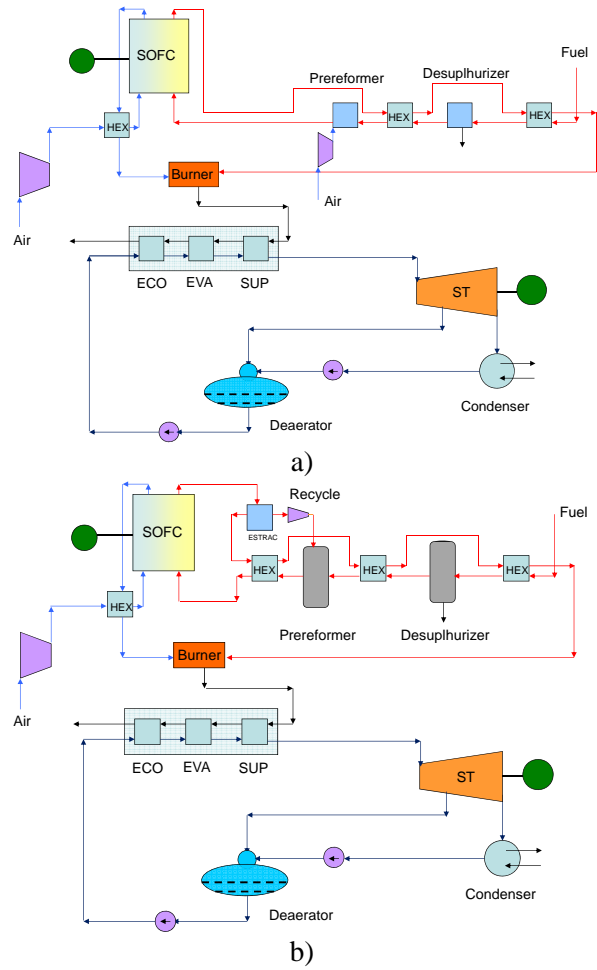 SOFC
Fuel
Prereformer
Desuplhurizer
HEX
HEX
HEX
Burner
Air
Air
ECO
EVA
SUP
ST
Condenser
Deaerator
a)
Recycle
Fuel
SOFC
ESTRAC
HEX
HEX
HEX
HEX
Prereformer
Desuplhurizer
Burner
Air
ECO
EVA
SUP
ST
Condenser
Deaerator
b)